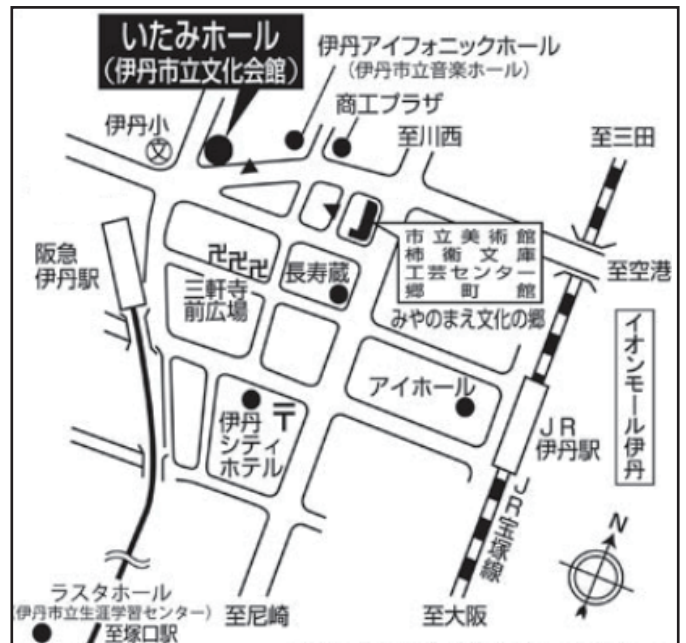 いたみホール
(伊丹市立文化会館)
伊丹アイフォニックホール
(伊丹市立音楽ホール)
商工プラザ
伊丹小
文
至川西
至三田
市立美術館
柿衞文庫
工芸センター
郷町館
みやのまえ文化の郷
至空港
阪急
伊丹駅
卍卍卍
三軒寺
前広場
長寿蔵
イオンモール伊丹
アイホール
伊丹
シティ
ホテル
〒
JR
伊丹駅
JR宝塚線
N
ラスタホール
(伊丹市立生涯学習センター)
至塚口駅
至尼崎
至大阪